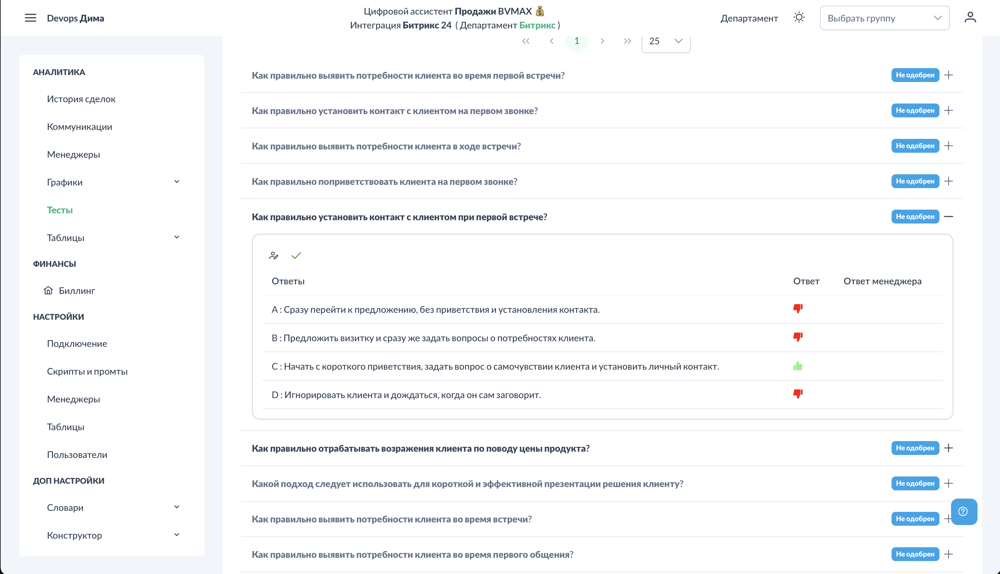 Devops Дима
Цифровой ассистент Продажи BVMAX 💰
Интеграция Битрикс 24 ( Департамент Битрикс )
Департамент
Выбрать группу
АНАЛИТИКА
История сделок
Коммуникации
Менеджеры
Графики
Тесты
Таблицы
ФИНАНСЫ
Биллинг
НАСТРОЙКИ
Подключение
Скрипты и промты
Менеджеры
Таблицы
Пользователи
ДОП НАСТРОЙКИ
Словари
Конструктор
« ‹ 1 › » 25
Как правильно выявить потребности клиента во время первой встречи? Не одобрен
Как правильно установить контакт с клиентом на первом звонке? Не одобрен
Как правильно выявить потребности клиента в ходе встречи? Не одобрен
Как правильно поприветствовать клиента на первом звонке? Не одобрен
Как правильно установить контакт с клиентом при первой встрече? Не одобрен
Ответы Ответ Ответ менеджера
A : Сразу перейти к предложению, без приветствия и установления контакта.
B : Предложить визитку и сразу же задать вопросы о потребностях клиента.
C : Начать с короткого приветствия, задать вопрос о самочувствии клиента и установить личный контакт.
D : Игнорировать клиента и дождаться, когда он сам заговорит.
Как правильно отрабатывать возражения клиента по поводу цены продукта? Не одобрен
Какой подход следует использовать для короткой и эффективной презентации решения клиенту? Не одобрен
Как правильно выявить потребности клиента во время встречи? Не одобрен
Как правильно выявить потребности клиента во время первого общения? Не одобрен